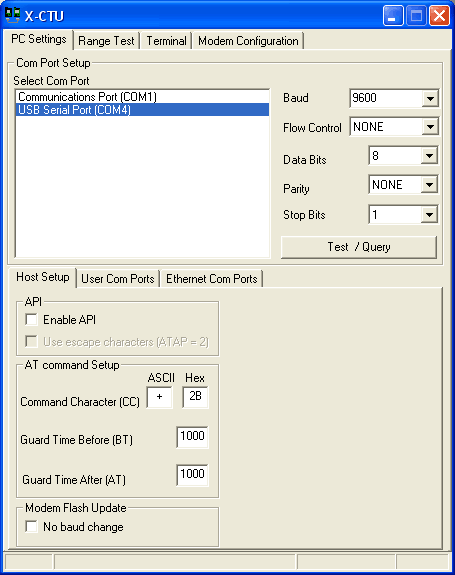 X-CTU
PC Settings Range Test Terminal Modem Configuration
Com Port Setup
Select Com Port
Communications Port (COM1)
USB Serial Port (COM4)
Baud 9600
Flow Control NONE
Data Bits 8
Parity NONE
Stop Bits 1
Test / Query
Host Setup User Com Ports Ethernet Com Ports
API
Enable API
Use escape characters (ATAP = 2)
AT command Setup
ASCII Hex
Command Character (CC) + 2B
Guard Time Before (BT) 1000
Guard Time After (AT) 1000
Modem Flash Update
No baud change